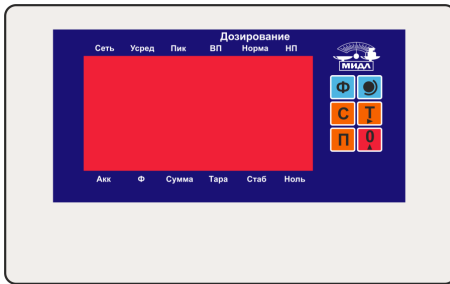 Дозирование
Сеть Усред Пик ВП Норма НП
МИДЛ
Ф
С Т
П 0
Акк Ф Сумма Тара Стаб Ноль